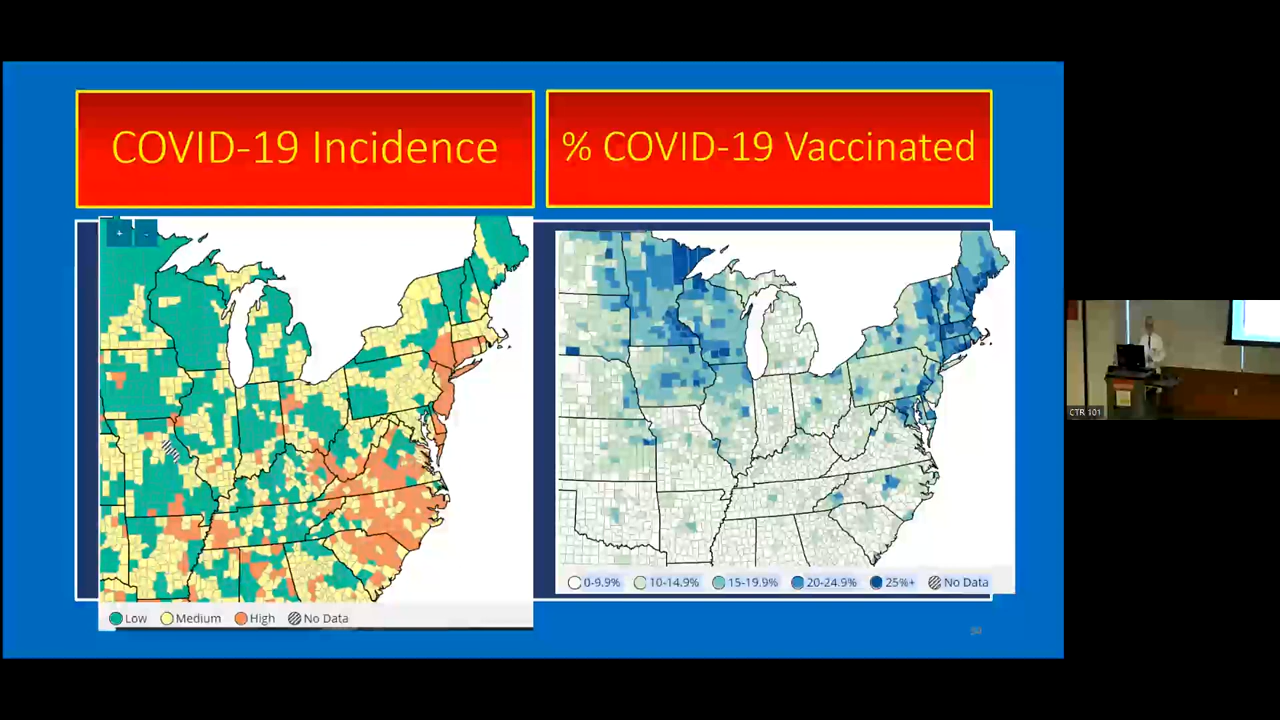 COVID-19 Incidence
% COVID-19 Vaccinated
+ -
Low Medium High No Data
0-9.9% 10-14.9% 15-19.9% 20-24.9% 25%+ No Data
CTR 101